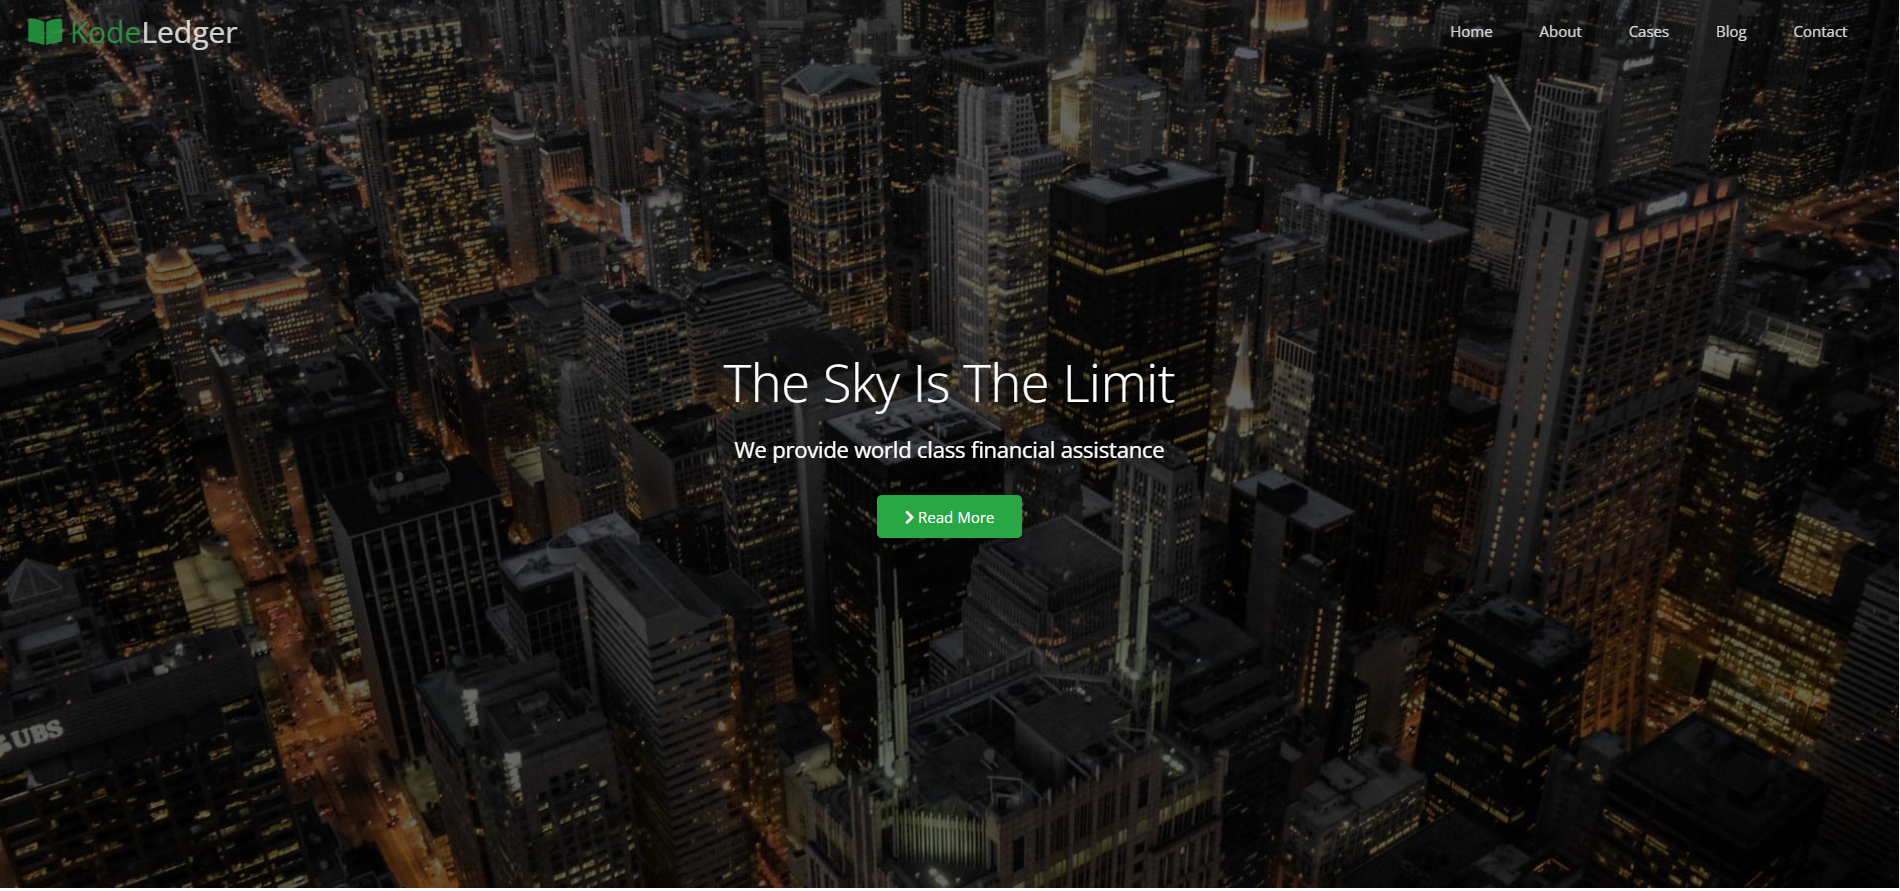 KodeLedger
Home About Cases Blog Contact
The Sky Is The Limit
We provide world class financial assistance
Read More
UBS